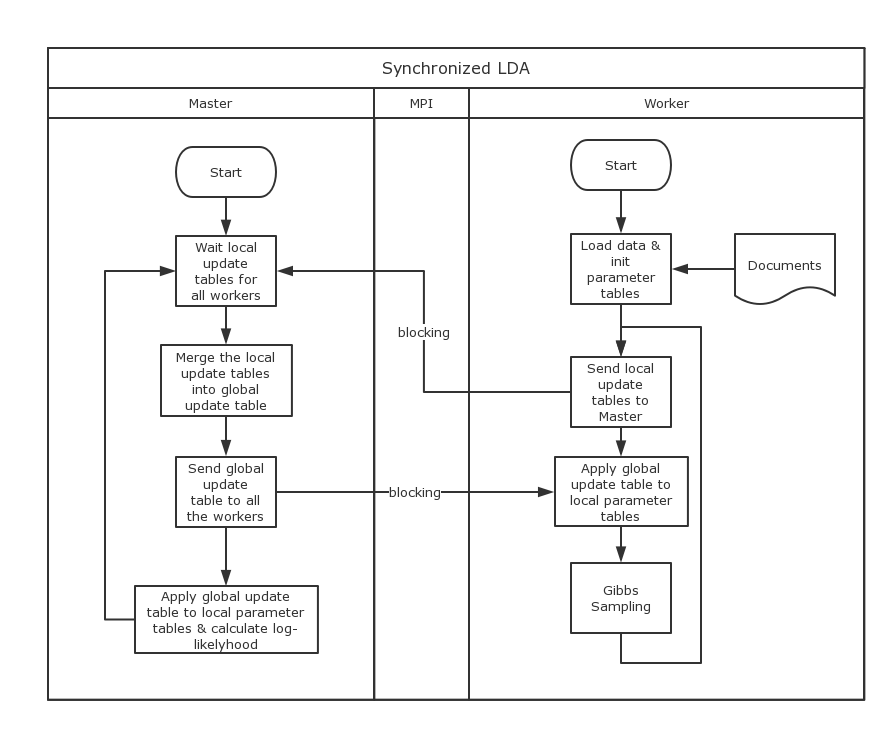 Synchronized LDA
Master
MPI
Worker
Start
Wait local
update
tables for
all workers
Merge the local
update tables
into global
update table
Send global
update
table to all
the workers
Apply global update
table to local parameter
tables & calculate log-
likelyhood
blocking
blocking
Start
Load data &
init
parameter
tables
Documents
Send local
update
tables to
Master
Apply global
update table to
local parameter
tables
Gibbs
Sampling